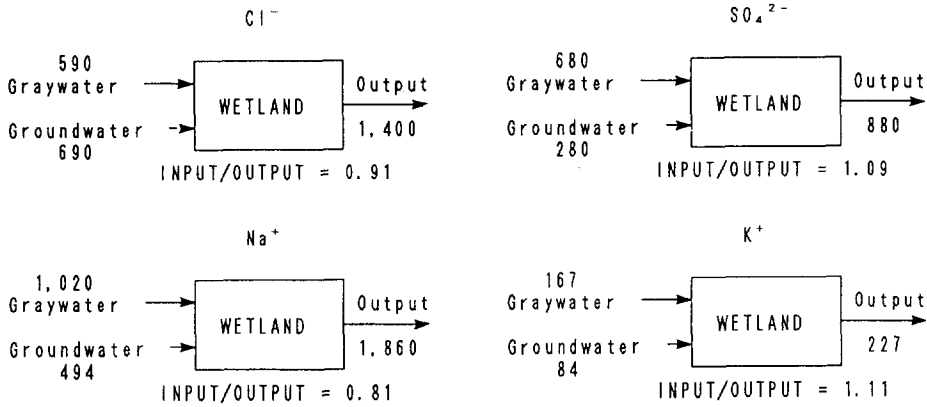 Cl⁻
590
Graywater
Groundwater
690
WETLAND
Output
1,400
INPUT/OUTPUT = 0.91
SO₄²⁻
680
Graywater
Groundwater
280
WETLAND
Output
880
INPUT/OUTPUT = 1.09
Na⁺
1,020
Graywater
Groundwater
494
WETLAND
Output
1,860
INPUT/OUTPUT = 0.81
K⁺
167
Graywater
Groundwater
84
WETLAND
Output
227
INPUT/OUTPUT = 1.11